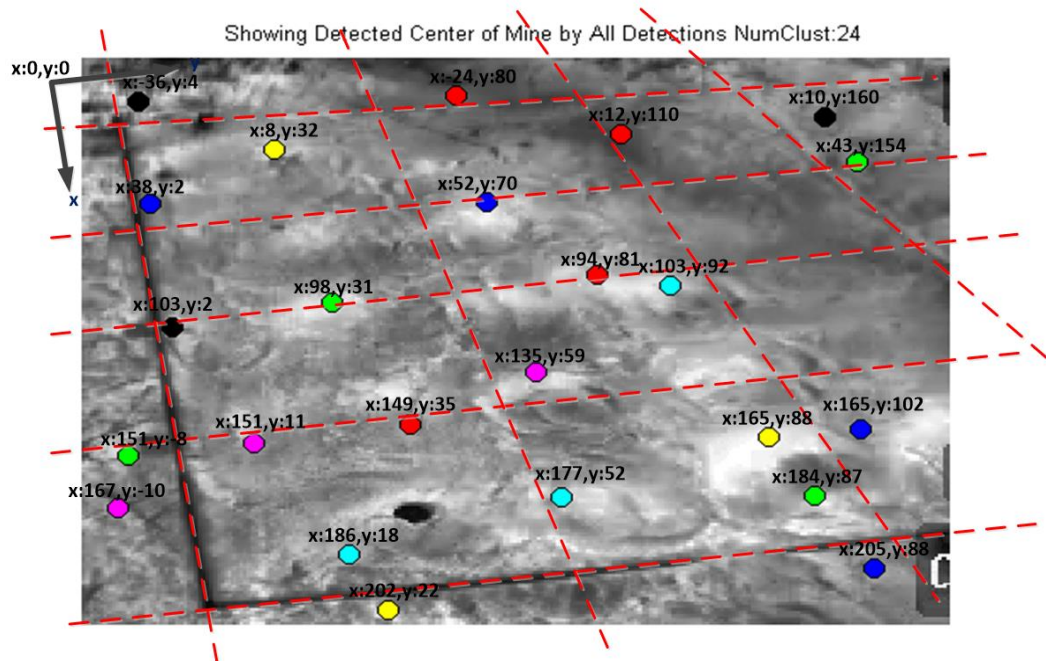 Showing Detected Center of Mine by All Detections NumClust:24
x:0,y:0
y
x:-36,y:4
x:-24,y:80
x:10,y:160
x:12,y:110
x:8,y:32
x:43,y:154
x:38,y:2
x:52,y:70
x:94,y:81
x:103,y:92
x
x:98,y:31
x:103,y:2
x:135,y:59
x:149,y:35
x:165,y:102
x:165,y:88
x:151,y:11
x:151,y:-8
x:177,y:52
x:184,y:87
x:167,y:-10
x:186,y:18
x:205,y:88
x:202,y:22